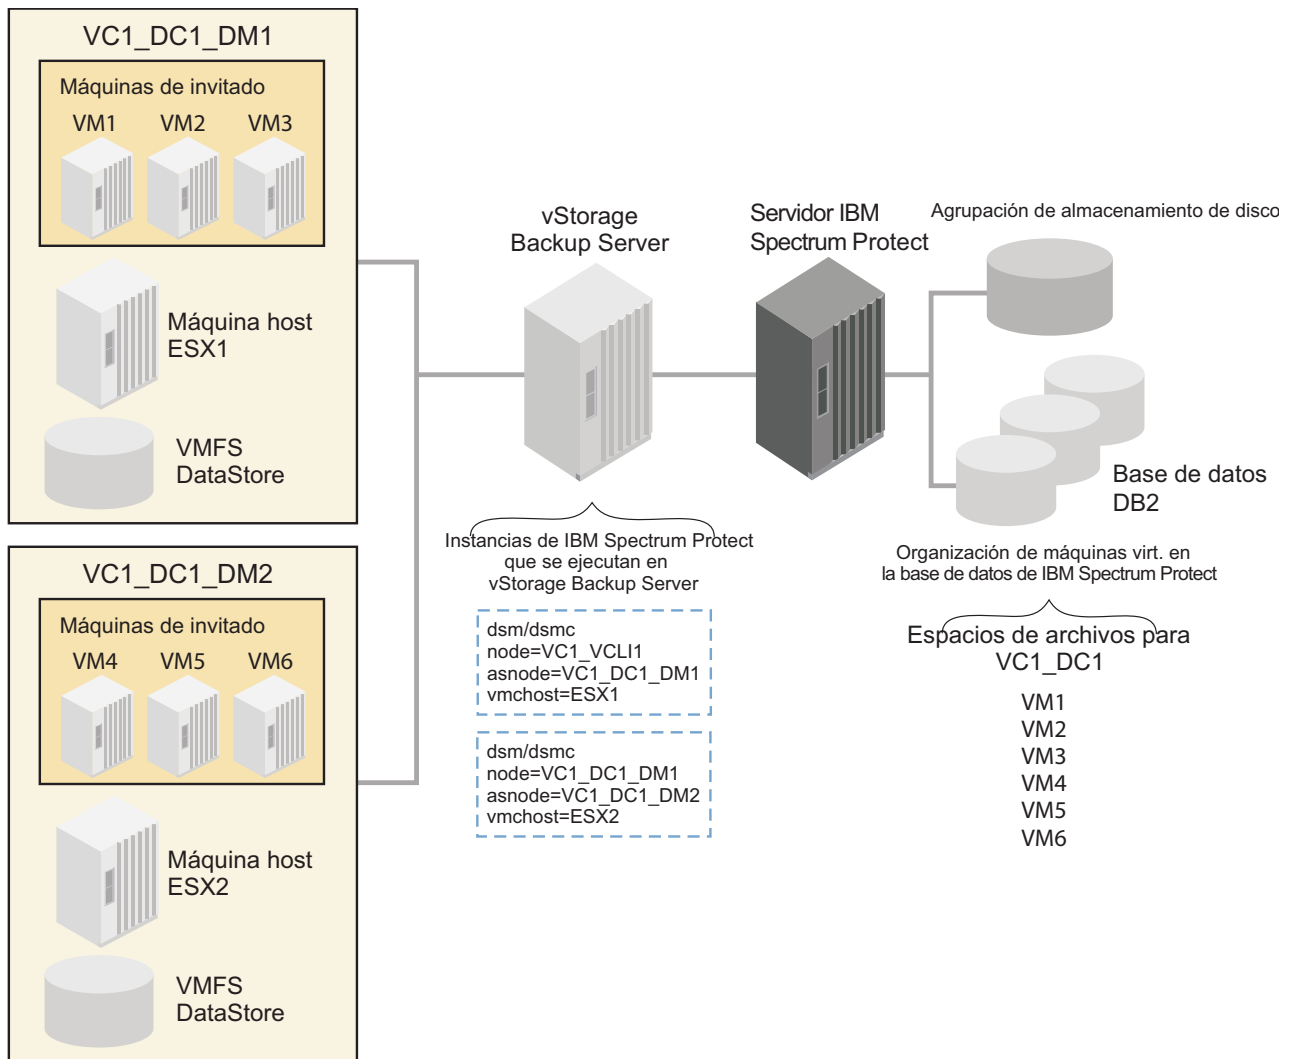 VC1_DC1_DM1
Máquinas de invitado
VM1 VM2 VM3
Máquina host
ESX1
VMFS
DataStore
VC1_DC1_DM2
Máquinas de invitado
VM4 VM5 VM6
Máquina host
ESX2
VMFS
DataStore
vStorage
Backup Server
Instancias de IBM Spectrum Protect
que se ejecutan en
vStorage Backup Server
dsm/dsmc
node=VC1_VCLI1
asnode=VC1_DC1_DM1
vmchost=ESX1
dsm/dsmc
node=VC1_DC1_DM1
asnode=VC1_DC1_DM2
vmchost=ESX2
Servidor IBM
Spectrum Protect
Agrupación de almacenamiento de disco
Base de datos
DB2
Organización de máquinas virt. en
la base de datos de IBM Spectrum Protect
Espacios de archivos para
VC1_DC1
VM1
VM2
VM3
VM4
VM5
VM6